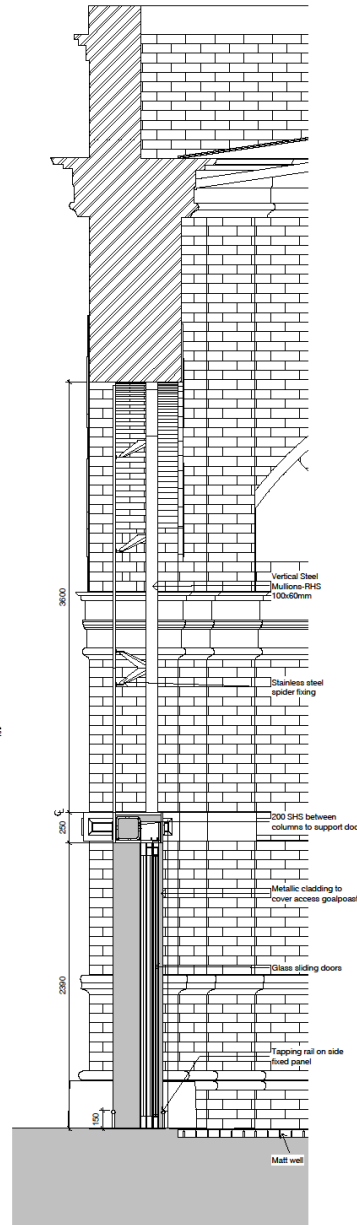 3600
Vertical Steel
Mullions-RHS
100x60mm
Stainless steel
spider fixing
250
200 SHS between
columns to support doo
Metallic cladding to
cover access goalpoast
2390
Glass sliding doors
Tapping rail on side
fixed panel
150
Matt well